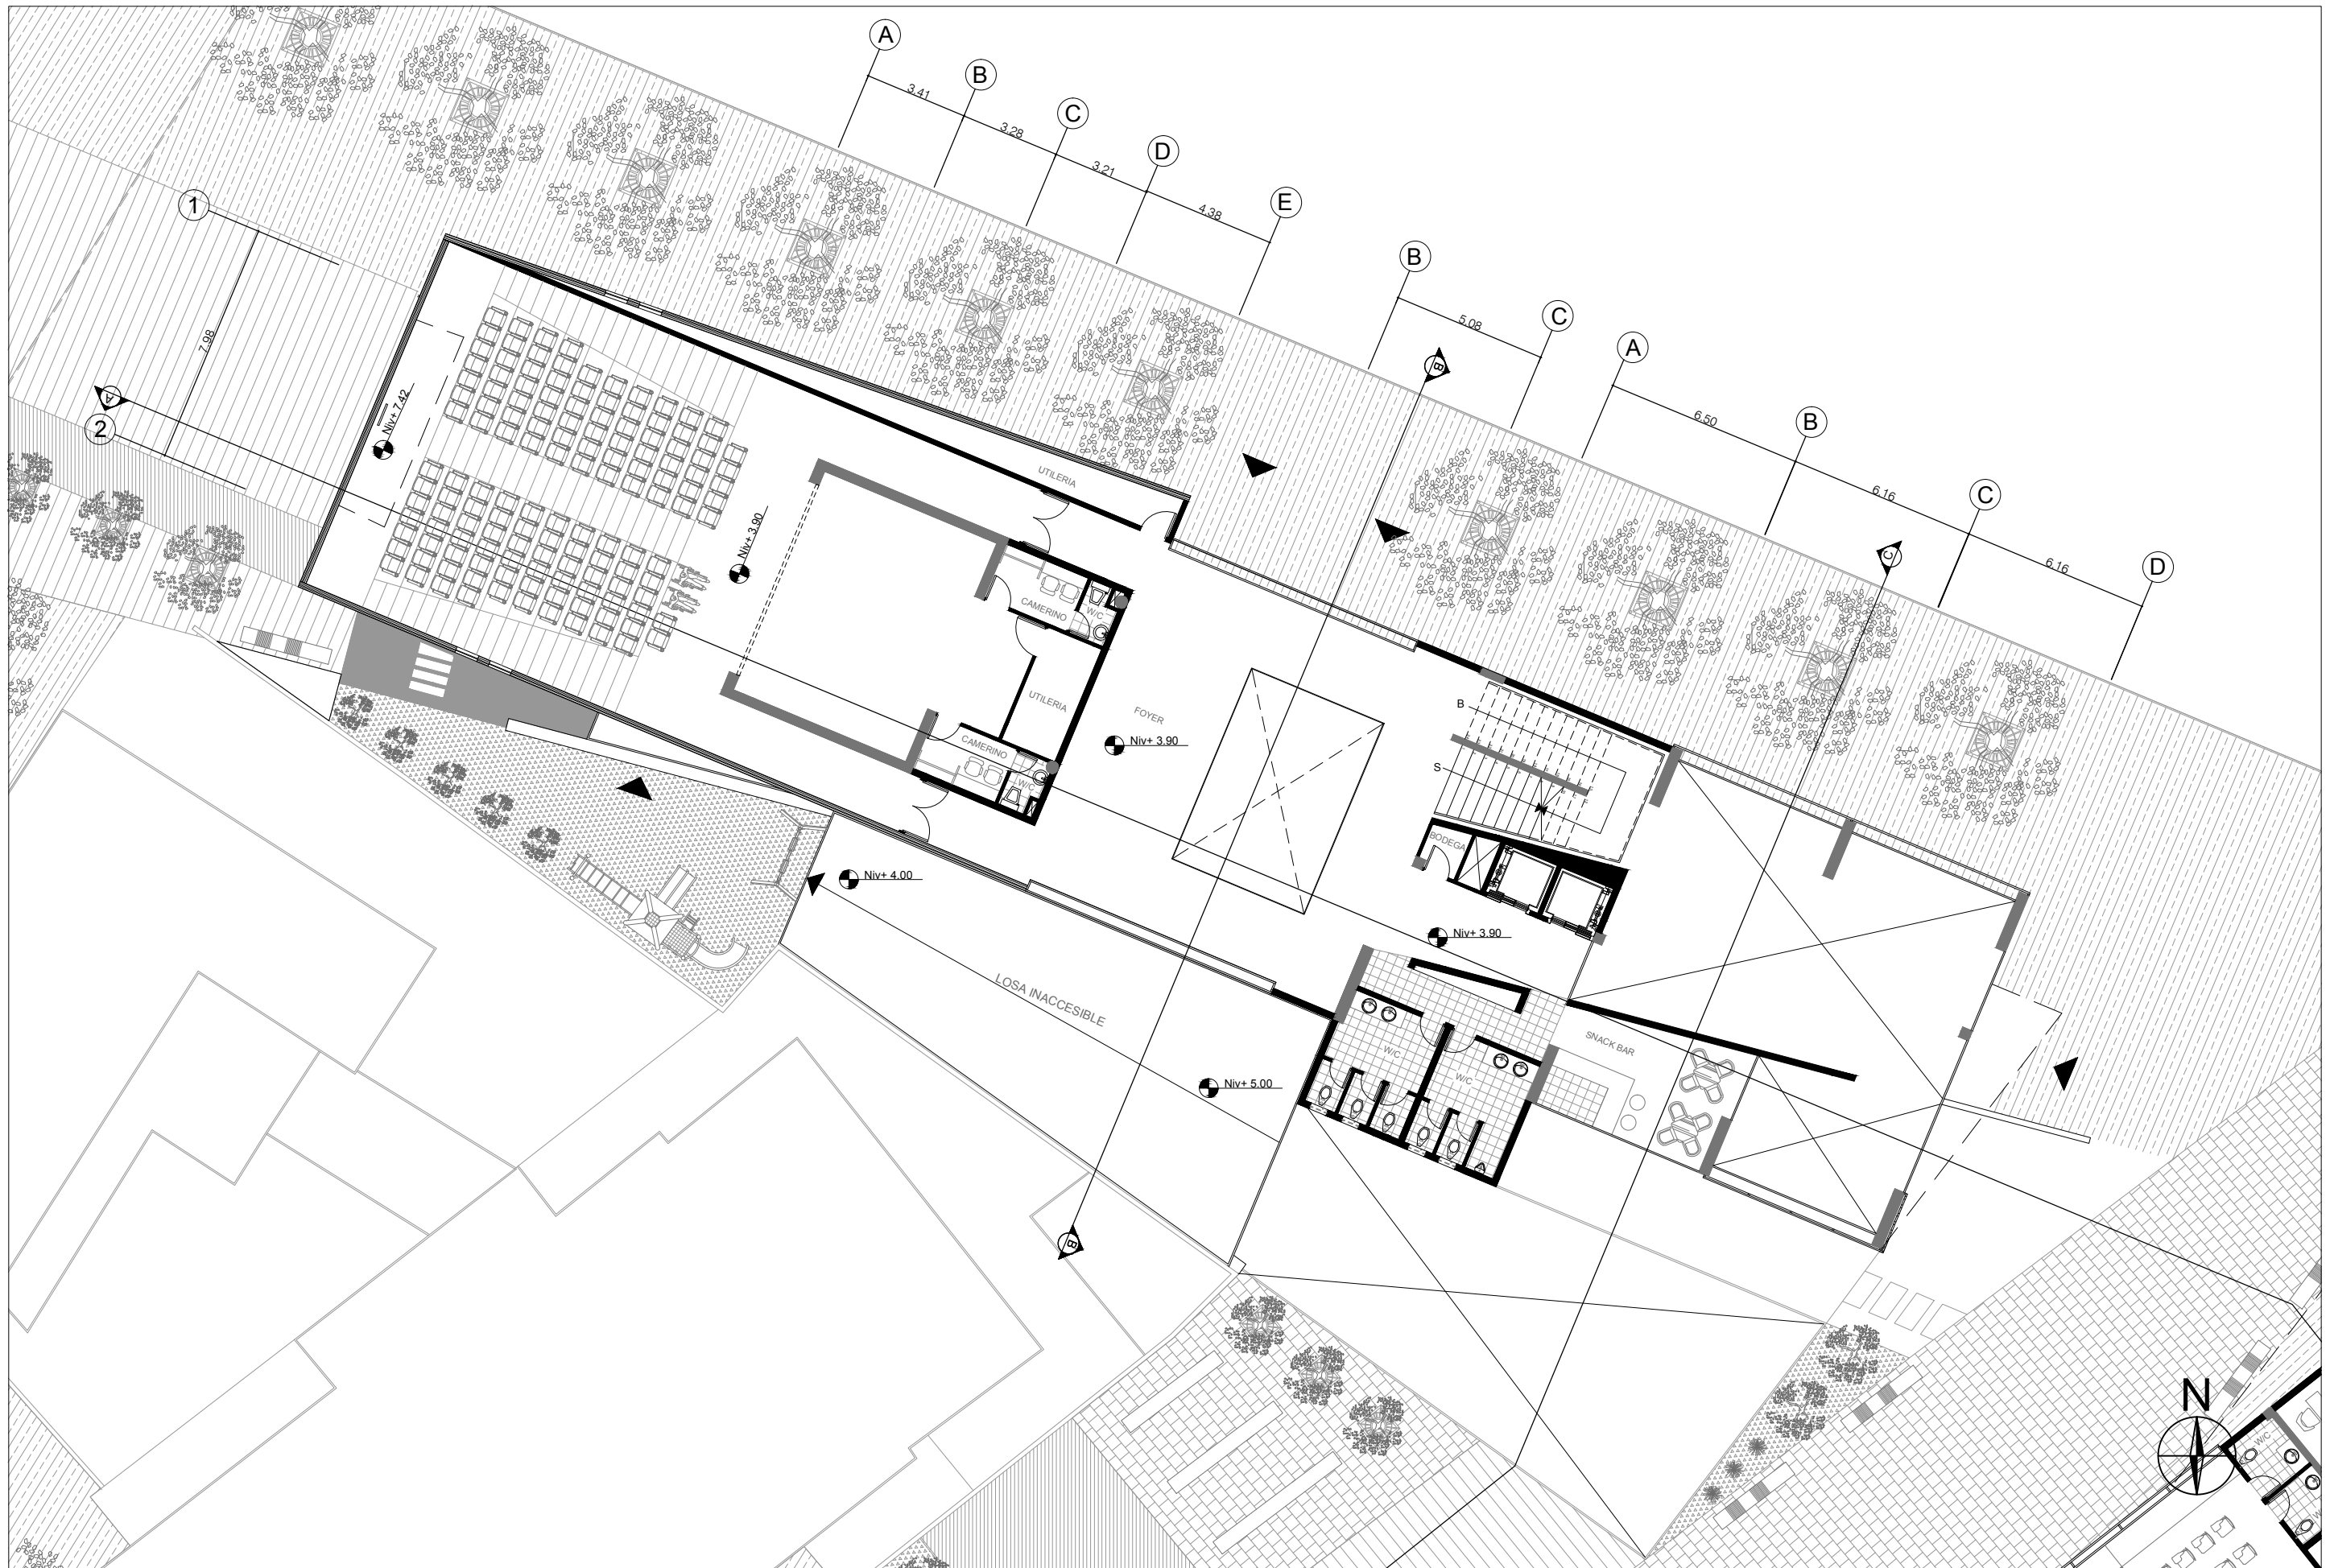 A
B
C
D
E
3.41
3.28
3.21
4.38
B
C
5.08
A
B
C
D
6.50
6.16
6.16
1
2
7.98
A
B
C
Niv+ 7.42
Niv+ 3.90
UTILERIA
CAMERINO
W/C
UTILERIA
FOYER
Niv+ 3.90
CAMERINO
W/C
B
S
BODEGA
Niv+ 4.00
Niv+ 3.90
LOSA INACCESIBLE
SNACK BAR
W/C
W/C
Niv+ 5.00
B
N
W/C